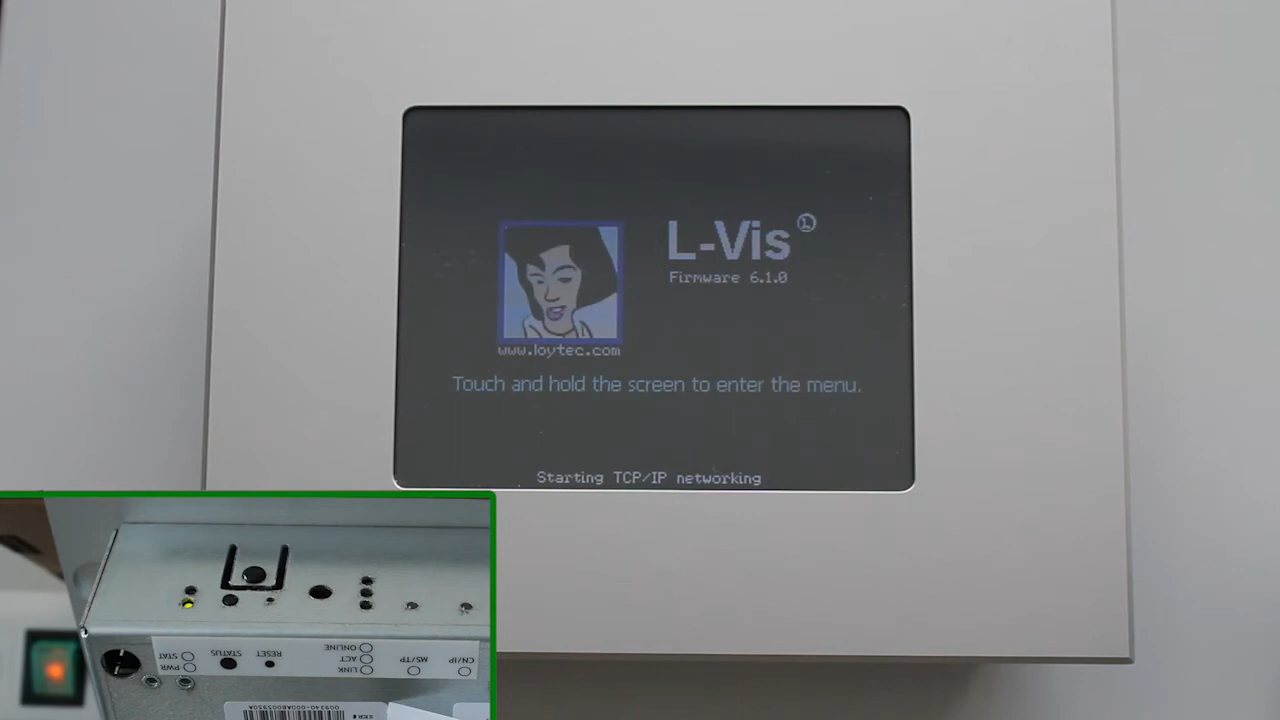 L-Vis
Firmware 6.1.0
www.loytec.com
Touch and hold the screen to enter the menu.
Starting TCP/IP networking
STAT
PWR
STATUS
RESET
ONLINE
ACT
LINK
MS/TP
CN/IP